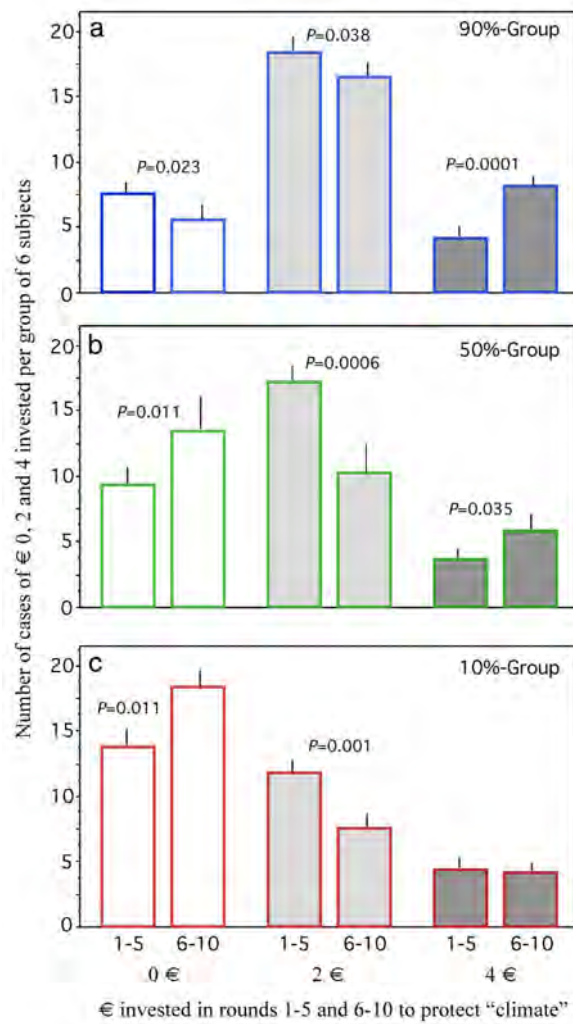 Number of cases of € 0, 2 and 4 invested per group of 6 subjects
a
90%-Group
20
15
10
5
0
P=0.023
P=0.038
P=0.0001
b
50%-Group
20
15
10
5
0
P=0.011
P=0.0006
P=0.035
c
10%-Group
20
15
10
5
0
P=0.011
P=0.001
1-5 6-10 1-5 6-10 1-5 6-10
0 € 2 € 4 €
€ invested in rounds 1-5 and 6-10 to protect “climate”